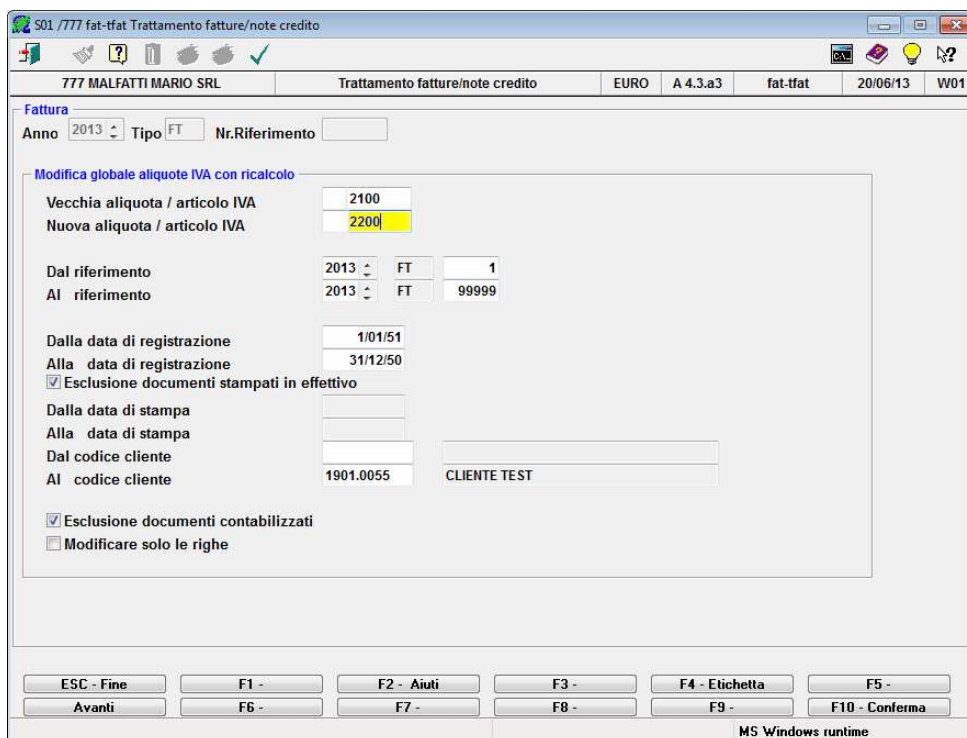 S01 /777 fat-tfat Trattamento fatture/note credito
777 MALFATTI MARIO SRL Trattamento fatture/note credito EURO A 4.3.a3 fat-tfat 20/06/13 W01
Fattura
Anno 2013 Tipo FT Nr.Riferimento
Modifica globale aliquote IVA con ricalcolo
Vecchia aliquota / articolo IVA 2100
Nuova aliquota / articolo IVA 2200
Dal riferimento 2013 FT 1
Al riferimento 2013 FT 99999
Dalla data di registrazione 1/01/51
Alla data di registrazione 31/12/50
Esclusione documenti stampati in effettivo
Dalla data di stampa
Alla data di stampa
Dal codice cliente
Al codice cliente 1901.0055 CLIENTE TEST
Esclusione documenti contabilizzati
Modificare solo le righe
ESC - Fine F1 - F2 - Aiuti F3 - F4 - Etichetta F5 -
Avanti F6 - F7 - F8 - F9 - F10 - Conferma
MS Windows runtime